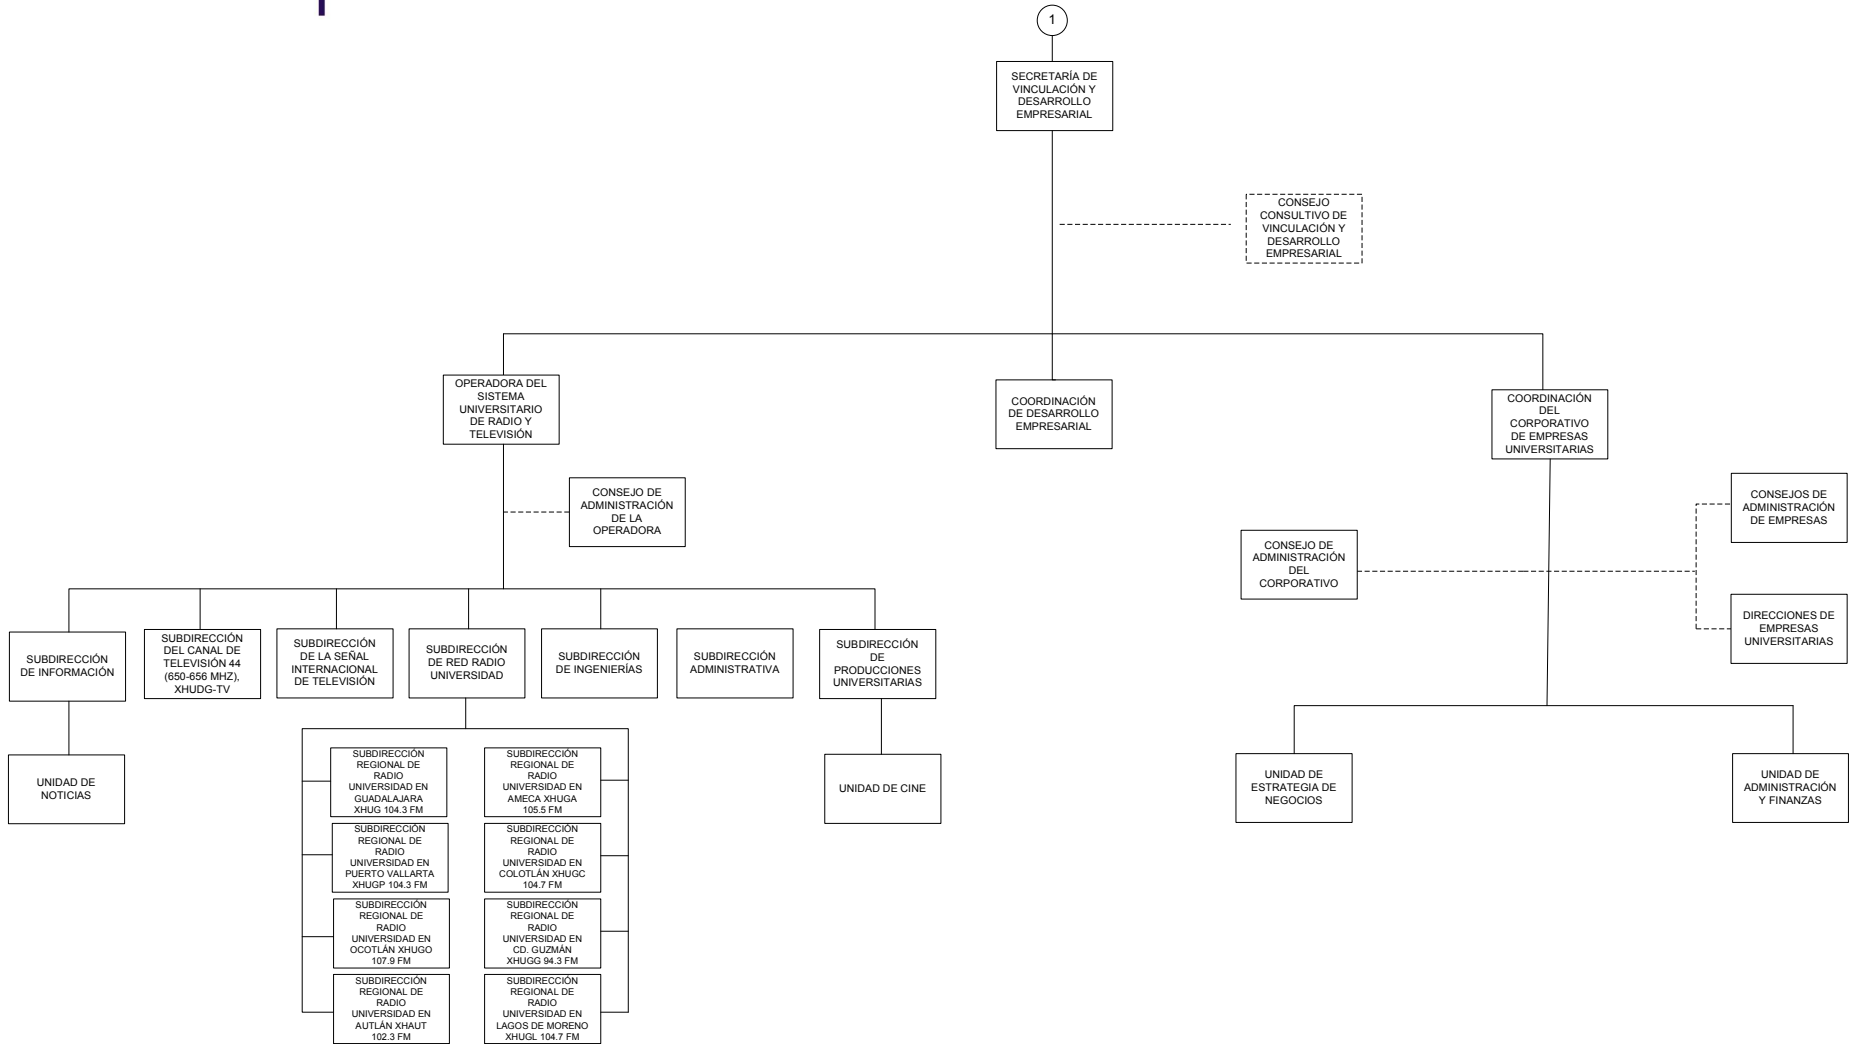 1
SECRETARÍA DE
VINCULACIÓN Y
DESARROLLO
EMPRESARIAL
CONSEJO
CONSULTIVO DE
VINCULACIÓN Y
DESARROLLO
EMPRESARIAL
OPERADORA DEL
SISTEMA
UNIVERSITARIO
DE RADIO Y
TELEVISIÓN
COORDINACIÓN
DE DESARROLLO
EMPRESARIAL
COORDINACIÓN
DEL
CORPORATIVO
DE EMPRESAS
UNIVERSITARIAS
CONSEJO DE
ADMINISTRACIÓN
DE LA
OPERADORA
CONSEJO DE
ADMINISTRACIÓN
DEL
CORPORATIVO
CONSEJOS DE
ADMINISTRACIÓN
DE EMPRESAS
DIRECCIONES DE
EMPRESAS
UNIVERSITARIAS
SUBDIRECCIÓN
DE INFORMACIÓN
SUBDIRECCIÓN
DEL CANAL DE
TELEVISIÓN 44
(650-656 MHZ),
XHUDG-TV
SUBDIRECCIÓN
DE LA SEÑAL
INTERNACIONAL
DE TELEVISIÓN
SUBDIRECCIÓN
DE RED RADIO
UNIVERSIDAD
SUBDIRECCIÓN
DE INGENIERÍAS
SUBDIRECCIÓN
ADMINISTRATIVA
SUBDIRECCIÓN
DE
PRODUCCIONES
UNIVERSITARIAS
UNIDAD DE
NOTICIAS
SUBDIRECCIÓN
REGIONAL DE
RADIO
UNIVERSIDAD EN
GUADALAJARA
XHUG 104.3 FM
SUBDIRECCIÓN
REGIONAL DE
RADIO
UNIVERSIDAD EN
AMECA XHUGA
105.5 FM
SUBDIRECCIÓN
REGIONAL DE
RADIO
UNIVERSIDAD EN
PUERTO VALLARTA
XHUGP 104.3 FM
SUBDIRECCIÓN
REGIONAL DE
RADIO
UNIVERSIDAD EN
COLOTLÁN XHUGC
104.7 FM
SUBDIRECCIÓN
REGIONAL DE
RADIO
UNIVERSIDAD EN
OCOTLÁN XHUGO
107.9 FM
SUBDIRECCIÓN
REGIONAL DE
RADIO
UNIVERSIDAD EN
CD. GUZMÁN
XHUGG 94.3 FM
SUBDIRECCIÓN
REGIONAL DE
RADIO
UNIVERSIDAD EN
AUTLÁN XHAUT
102.3 FM
SUBDIRECCIÓN
REGIONAL DE
RADIO
UNIVERSIDAD EN
LAGOS DE MORENO
XHUGL 104.7 FM
UNIDAD DE CINE
UNIDAD DE
ESTRATEGIA DE
NEGOCIOS
UNIDAD DE
ADMINISTRACIÓN
Y FINANZAS